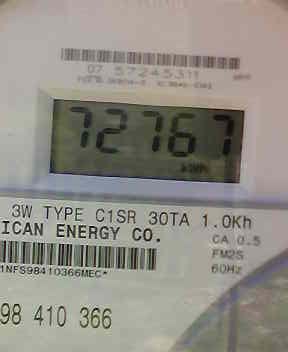 07 57245311
72767
kWh
3W TYPE C1SR 30TA 1.0Kh
ICAN ENERGY CO.
CA 0.5
FM2S
60Hz
1NFS98410366MEC*
98 410 366